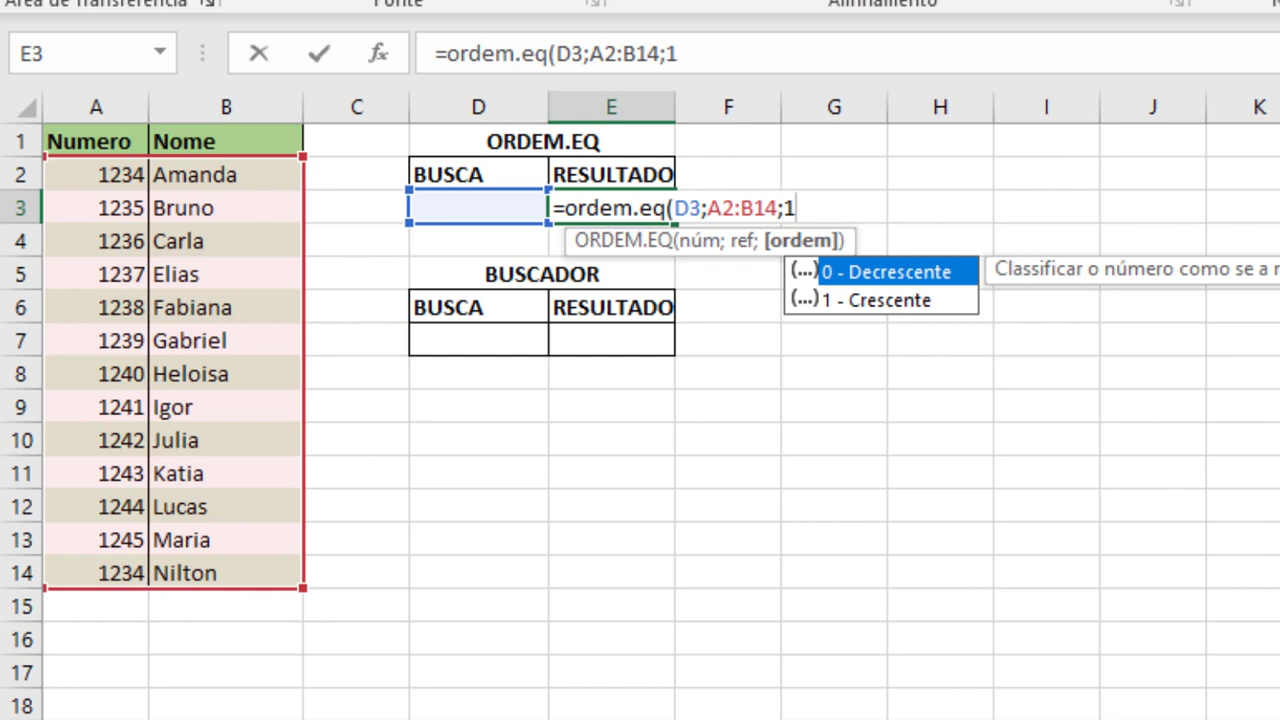 Área de Transferência Fonte Alinhamento
E3 fx =ordem.eq(D3;A2:B14;1
A B C D E F G H I J K
1 Numero Nome ORDEM.EQ
2 1234 Amanda BUSCA RESULTADO
3 1235 Bruno =ordem.eq(D3;A2:B14;1
4 1236 Carla ORDEM.EQ(núm; ref; [ordem])
5 1237 Elias BUSCADOR (...) 0 - Decrescente Classificar o número como se a
6 1238 Fabiana BUSCA RESULTADO (...) 1 - Crescente
7 1239 Gabriel
8 1240 Heloisa
9 1241 Igor
10 1242 Julia
11 1243 Katia
12 1244 Lucas
13 1245 Maria
14 1234 Nilton
15
16
17
18